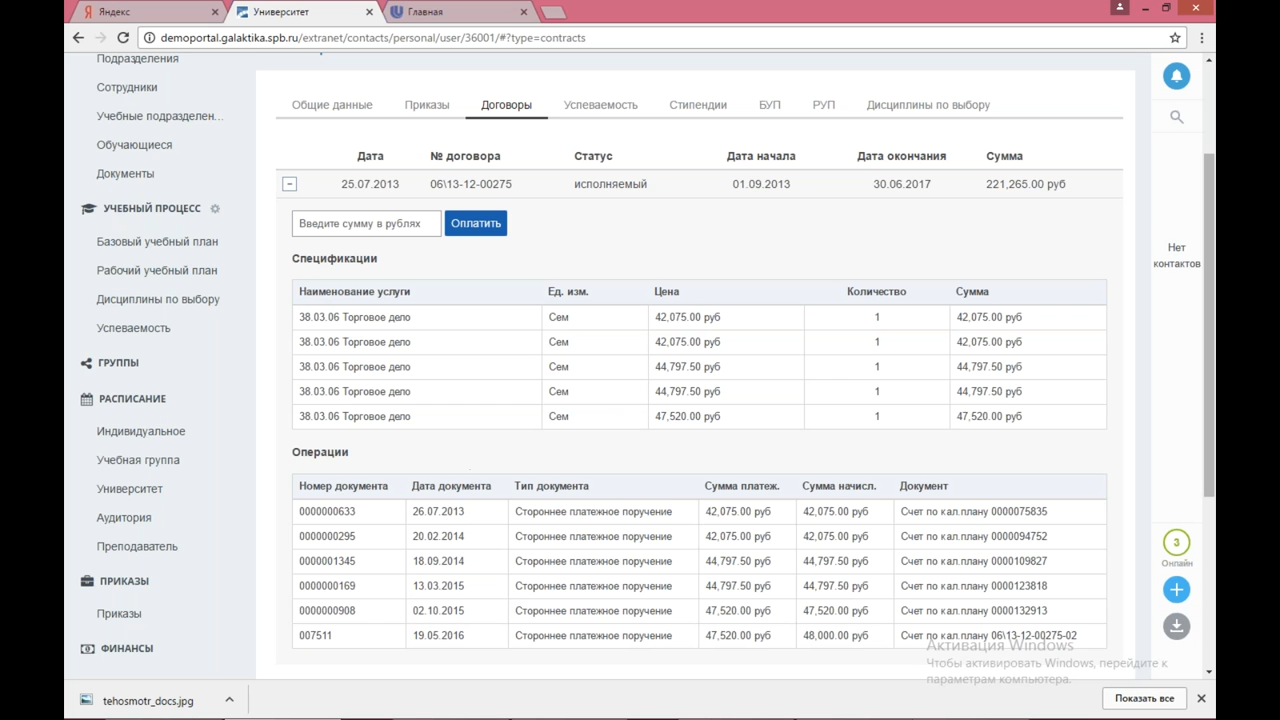 Яндекс
Университет
Главная
demoportal.galaktika.spb.ru/extranet/contacts/personal/user/36001/#?type=contracts
Подразделения
Сотрудники
Учебные подразделен...
Обучающиеся
Документы
УЧЕБНЫЙ ПРОЦЕСС
Базовый учебный план
Рабочий учебный план
Дисциплины по выбору
Успеваемость
ГРУППЫ
РАСПИСАНИЕ
Индивидуальное
Учебная группа
Университет
Аудитория
Преподаватель
ПРИКАЗЫ
Приказы
ФИНАНСЫ
Общие данные Приказы Договоры Успеваемость Стипендии БУП РУП Дисциплины по выбору
Дата № договора Статус Дата начала Дата окончания Сумма
25.07.2013 06\13-12-00275 исполняемый 01.09.2013 30.06.2017 221,265.00 руб
Введите сумму в рублях Оплатить
Спецификации
Наименование услуги Ед. изм. Цена Количество Сумма
38.03.06 Торговое дело Сем 42,075.00 руб 1 42,075.00 руб
38.03.06 Торговое дело Сем 42,075.00 руб 1 42,075.00 руб
38.03.06 Торговое дело Сем 44,797.50 руб 1 44,797.50 руб
38.03.06 Торговое дело Сем 44,797.50 руб 1 44,797.50 руб
38.03.06 Торговое дело Сем 47,520.00 руб 1 47,520.00 руб
Операции
Номер документа Дата документа Тип документа Сумма платеж. Сумма начисл. Документ
0000000633 26.07.2013 Стороннее платежное поручение 42,075.00 руб 42,075.00 руб Счет по кал.плану 0000075835
0000000295 20.02.2014 Стороннее платежное поручение 42,075.00 руб 42,075.00 руб Счет по кал.плану 0000094752
0000001345 18.09.2014 Стороннее платежное поручение 44,797.50 руб 44,797.50 руб Счет по кал.плану 0000109827
0000000169 13.03.2015 Стороннее платежное поручение 44,797.50 руб 44,797.50 руб Счет по кал.плану 0000123818
0000000908 02.10.2015 Стороннее платежное поручение 47,520.00 руб 47,520.00 руб Счет по кал.плану 0000132913
007511 19.05.2016 Стороннее платежное поручение 47,520.00 руб 48,000.00 руб Счет по кал.плану 06\13-12-00275-02
Нет
контактов
3
Онлайн
Активация Windows
Чтобы активировать Windows, перейдите к
параметрам компьютера.
tehosmotr_docs.jpg
Показать все